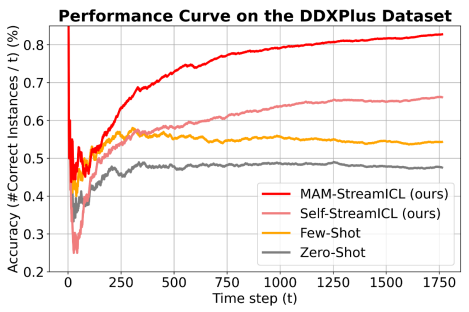 Performance Curve on the DDXPlus Dataset
Accuracy (#Correct Instances / t) (%)
0.8
0.7
0.6
0.5
0.4
0.3
0.2
MAM-StreamICL (ours)
Self-StreamICL (ours)
Few-Shot
Zero-Shot
0 250 500 750 1000 1250 1500 1750
Time step (t)